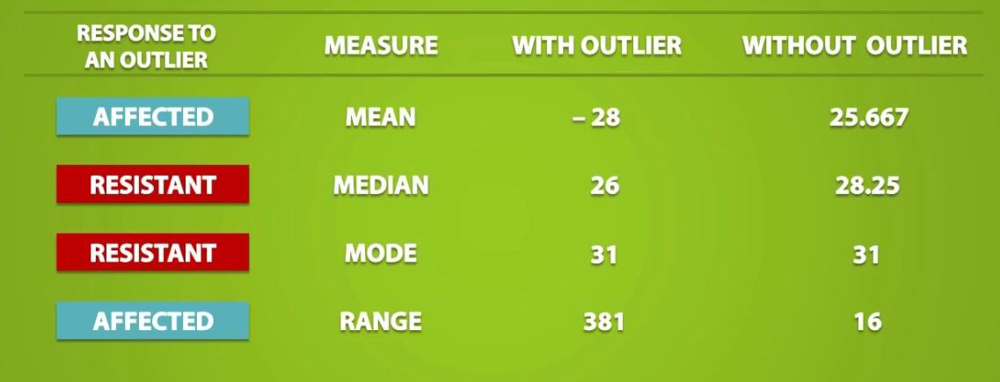 RESPONSE TO
AN OUTLIER
MEASURE
WITH OUTLIER
WITHOUT OUTLIER
AFFECTED MEAN – 28 25.667
RESISTANT MEDIAN 26 28.25
RESISTANT MODE 31 31
AFFECTED RANGE 381 16